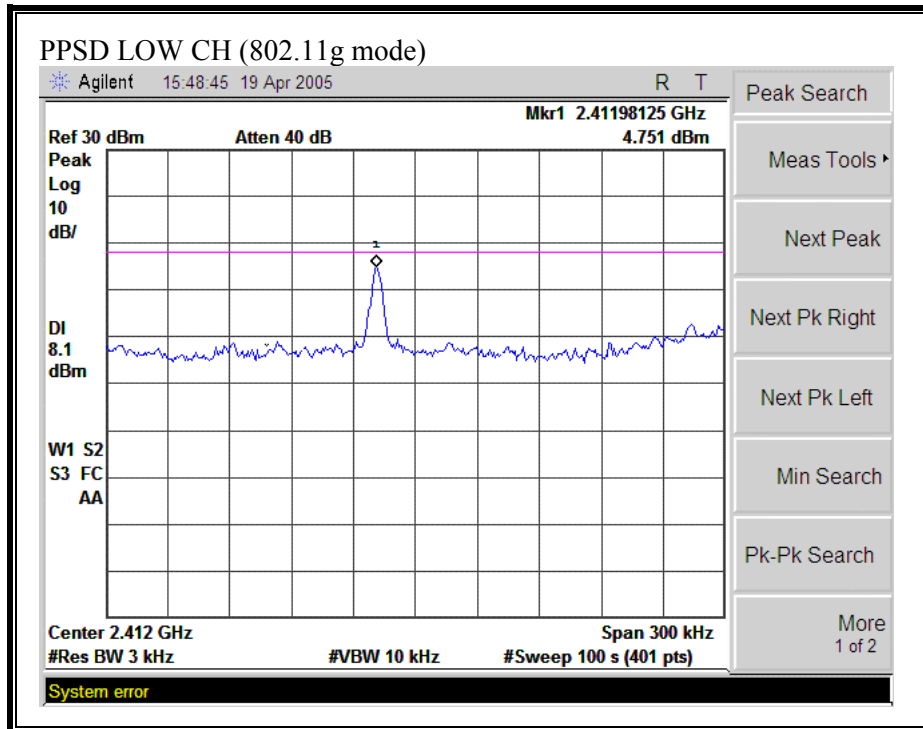 PPSD LOW CH (802.11g mode)
Agilent 15:48:45 19 Apr 2005 R T
Mkr1 2.41198125 GHz
Ref 30 dBm Atten 40 dB 4.751 dBm
Peak
Log
10
dB/
1
DI
8.1
dBm
W1 S2
S3 FC
AA
Center 2.412 GHz Span 300 kHz
#Res BW 3 kHz #VBW 10 kHz #Sweep 100 s (401 pts)
System error
Peak Search
Meas Tools
Next Peak
Next Pk Right
Next Pk Left
Min Search
Pk-Pk Search
More
1 of 2